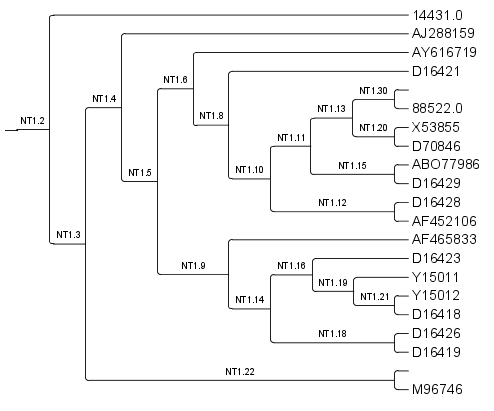 14431.0
AJ288159
AY616719
NT1.6
D16421
NT1.30
NT1.4
88522.0
NT1.13
NT1.8
NT1.2
X53855
NT1.20
NT1.11
D70846
ABO77986
NT1.15
NT1.5
NT1.10
D16429
D16428
NT1.12
AF452106
NT1.3
AF465833
D16423
NT1.9
NT1.16
Y15011
NT1.19
Y15012
NT1.21
NT1.14
D16418
D16426
NT1.18
D16419
NT1.22
M96746